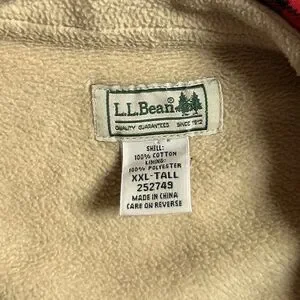 L.L.Bean®
QUALITY GUARANTEED SINCE 1912
SHELL:
100% COTTON
LINING:
100% POLYESTER
XXL-TALL
252749
MADE IN CHINA
CARE ON REVERSE